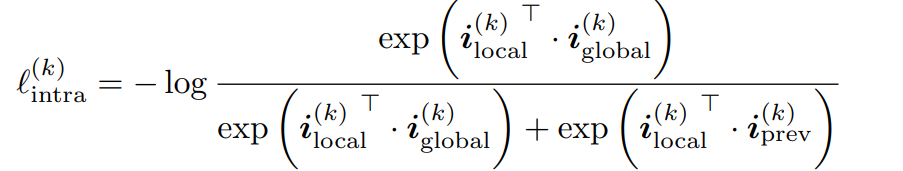 \ell_{\text{intra}}^{(k)} = -\log \frac{\exp\left({\boldsymbol{i}_{\text{local}}^{(k)}}^{\top} \cdot \boldsymbol{i}_{\text{global}}^{(k)}\right)}{\exp\left({\boldsymbol{i}_{\text{local}}^{(k)}}^{\top} \cdot \boldsymbol{i}_{\text{global}}^{(k)}\right) + \exp\left({\boldsymbol{i}_{\text{local}}^{(k)}}^{\top} \cdot \boldsymbol{i}_{\text{prev}}^{(k)}\right)}